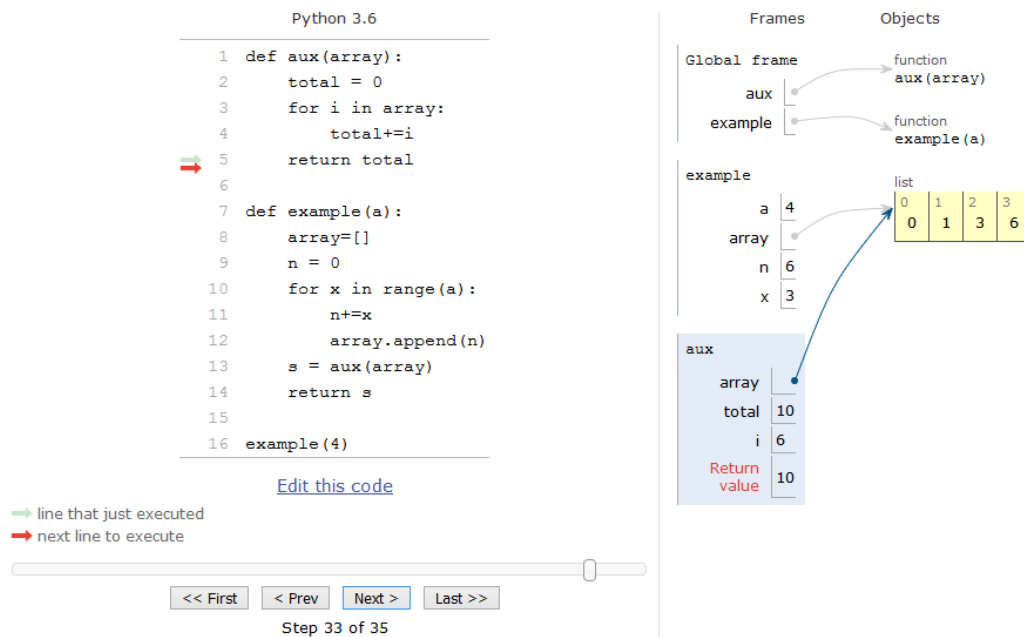 Python 3.6
1 def aux(array):
2     total = 0
3     for i in array:
4         total+=i
5     return total
6
7 def example(a):
8     array=[]
9     n = 0
10     for x in range(a):
11         n+=x
12         array.append(n)
13     s = aux(array)
14     return s
15
16 example(4)
Edit this code
line that just executed
next line to execute
<< First < Prev Next > Last >>
Step 33 of 35
Frames Objects
Global frame
aux
example
function
aux(array)
function
example(a)
example
a 4
array
n 6
x 3
list
0 1 2 3
0 1 3 6
aux
array
total 10
i 6
Return
value 10